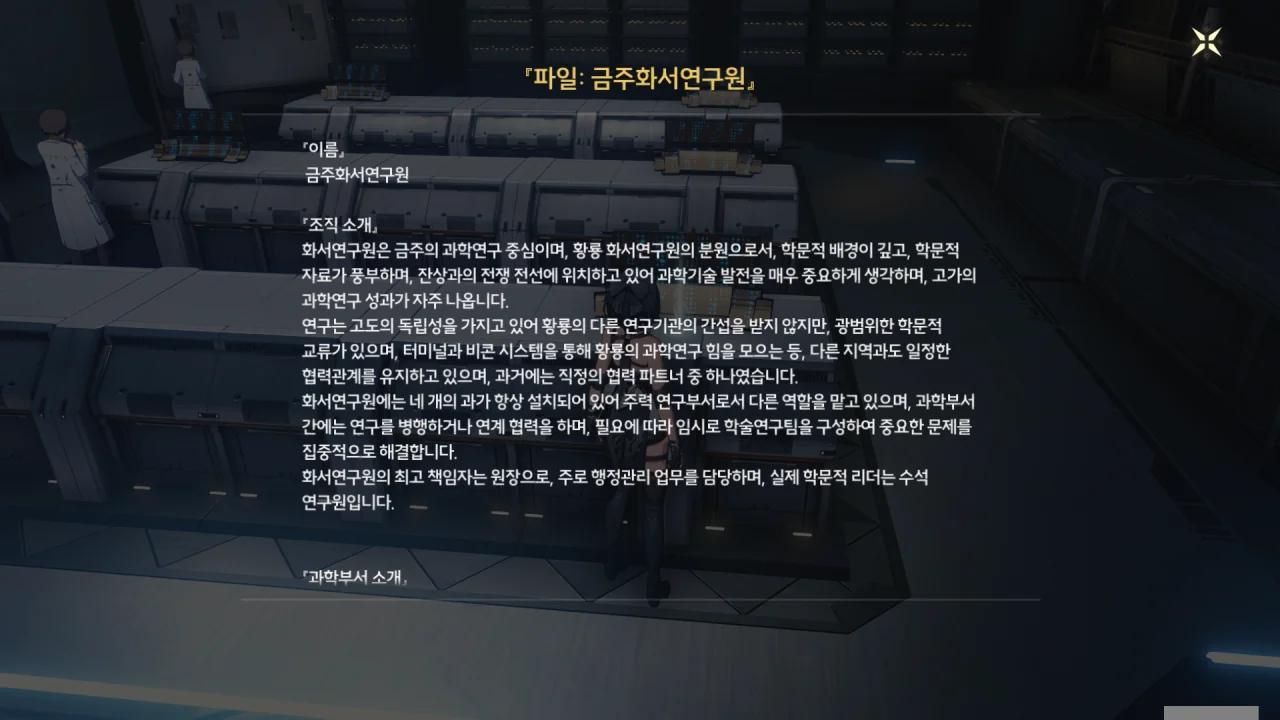 『파일: 금주화서연구원』
『이름』
금주화서연구원
『조직 소개』
화서연구원은 금주의 과학연구 중심이며, 황룡 화서연구원의 분원으로서, 학문적 배경이 깊고, 학문적
자료가 풍부하며, 잔상과의 전쟁 전선에 위치하고 있어 과학기술 발전을 매우 중요하게 생각하며, 고가의
과학연구 성과가 자주 나옵니다.
연구는 고도의 독립성을 가지고 있어 황룡의 다른 연구기관의 간섭을 받지 않지만, 광범위한 학문적
교류가 있으며, 터미널과 비콘 시스템을 통해 황룡의 과학연구 힘을 모으는 등, 다른 지역과도 일정한
협력관계를 유지하고 있으며, 과거에는 직정의 협력 파트너 중 하나였습니다.
화서연구원에는 네 개의 과가 항상 설치되어 있어 주력 연구부서로서 다른 역할을 맡고 있으며, 과학부서
간에는 연구를 병행하거나 연계 협력을 하며, 필요에 따라 임시로 학술연구팀을 구성하여 중요한 문제를
집중적으로 해결합니다.
화서연구원의 최고 책임자는 원장으로, 주로 행정관리 업무를 담당하며, 실제 학문적 리더는 수석
연구원입니다.
『과학부서 소개』